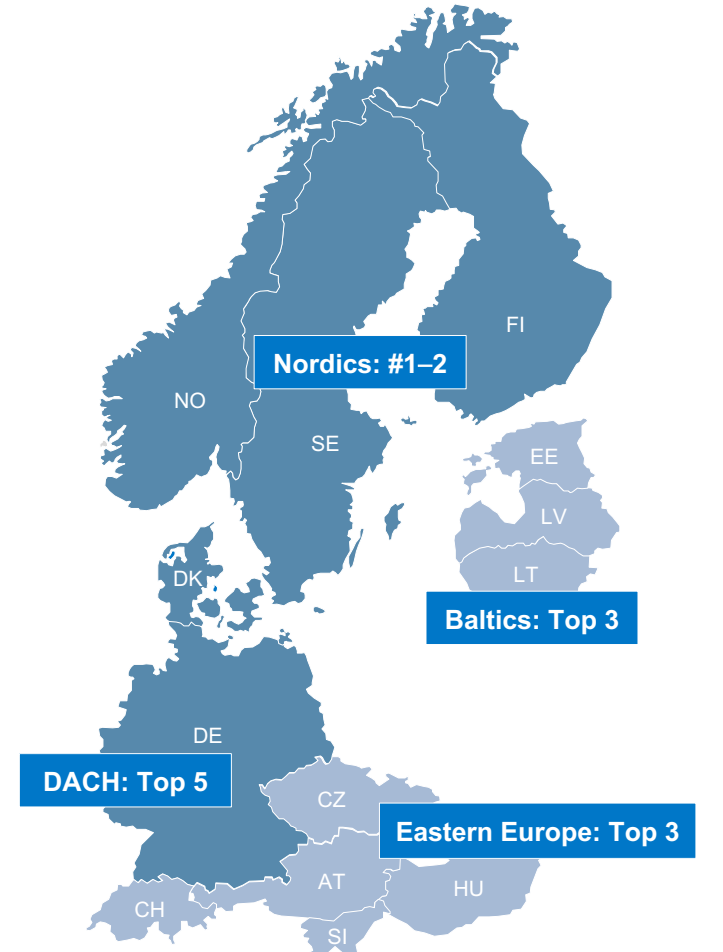 FI
Nordics: #1–2
NO
SE
EE
LV
DK
LT
Baltics: Top 3
DE
DACH: Top 5
CZ
Eastern Europe: Top 3
AT
HU
CH
SI